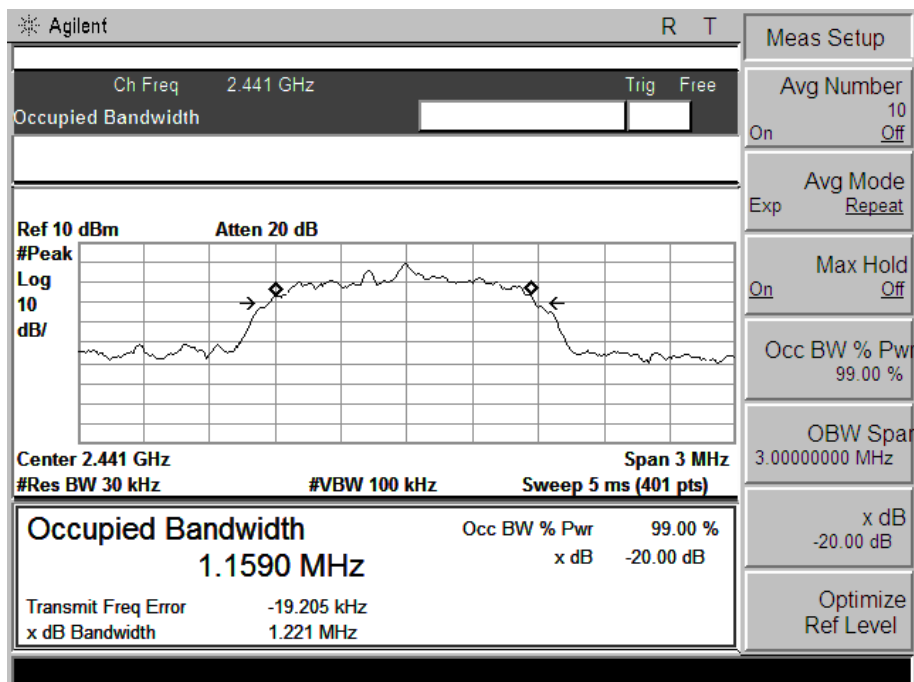 Agilent R T
Ch Freq 2.441 GHz Trig Free
Occupied Bandwidth
Ref 10 dBm Atten 20 dB
#Peak
Log
10
dB/
Center 2.441 GHz Span 3 MHz
#Res BW 30 kHz #VBW 100 kHz Sweep 5 ms (401 pts)
Occupied Bandwidth
1.1590 MHz
Occ BW % Pwr 99.00 %
x dB -20.00 dB
Transmit Freq Error -19.205 kHz
x dB Bandwidth 1.221 MHz
Meas Setup
Avg Number
10
On Off
Avg Mode
Exp Repeat
Max Hold
On Off
Occ BW % Pwr
99.00 %
OBW Span
3.00000000 MHz
x dB
-20.00 dB
Optimize
Ref Level